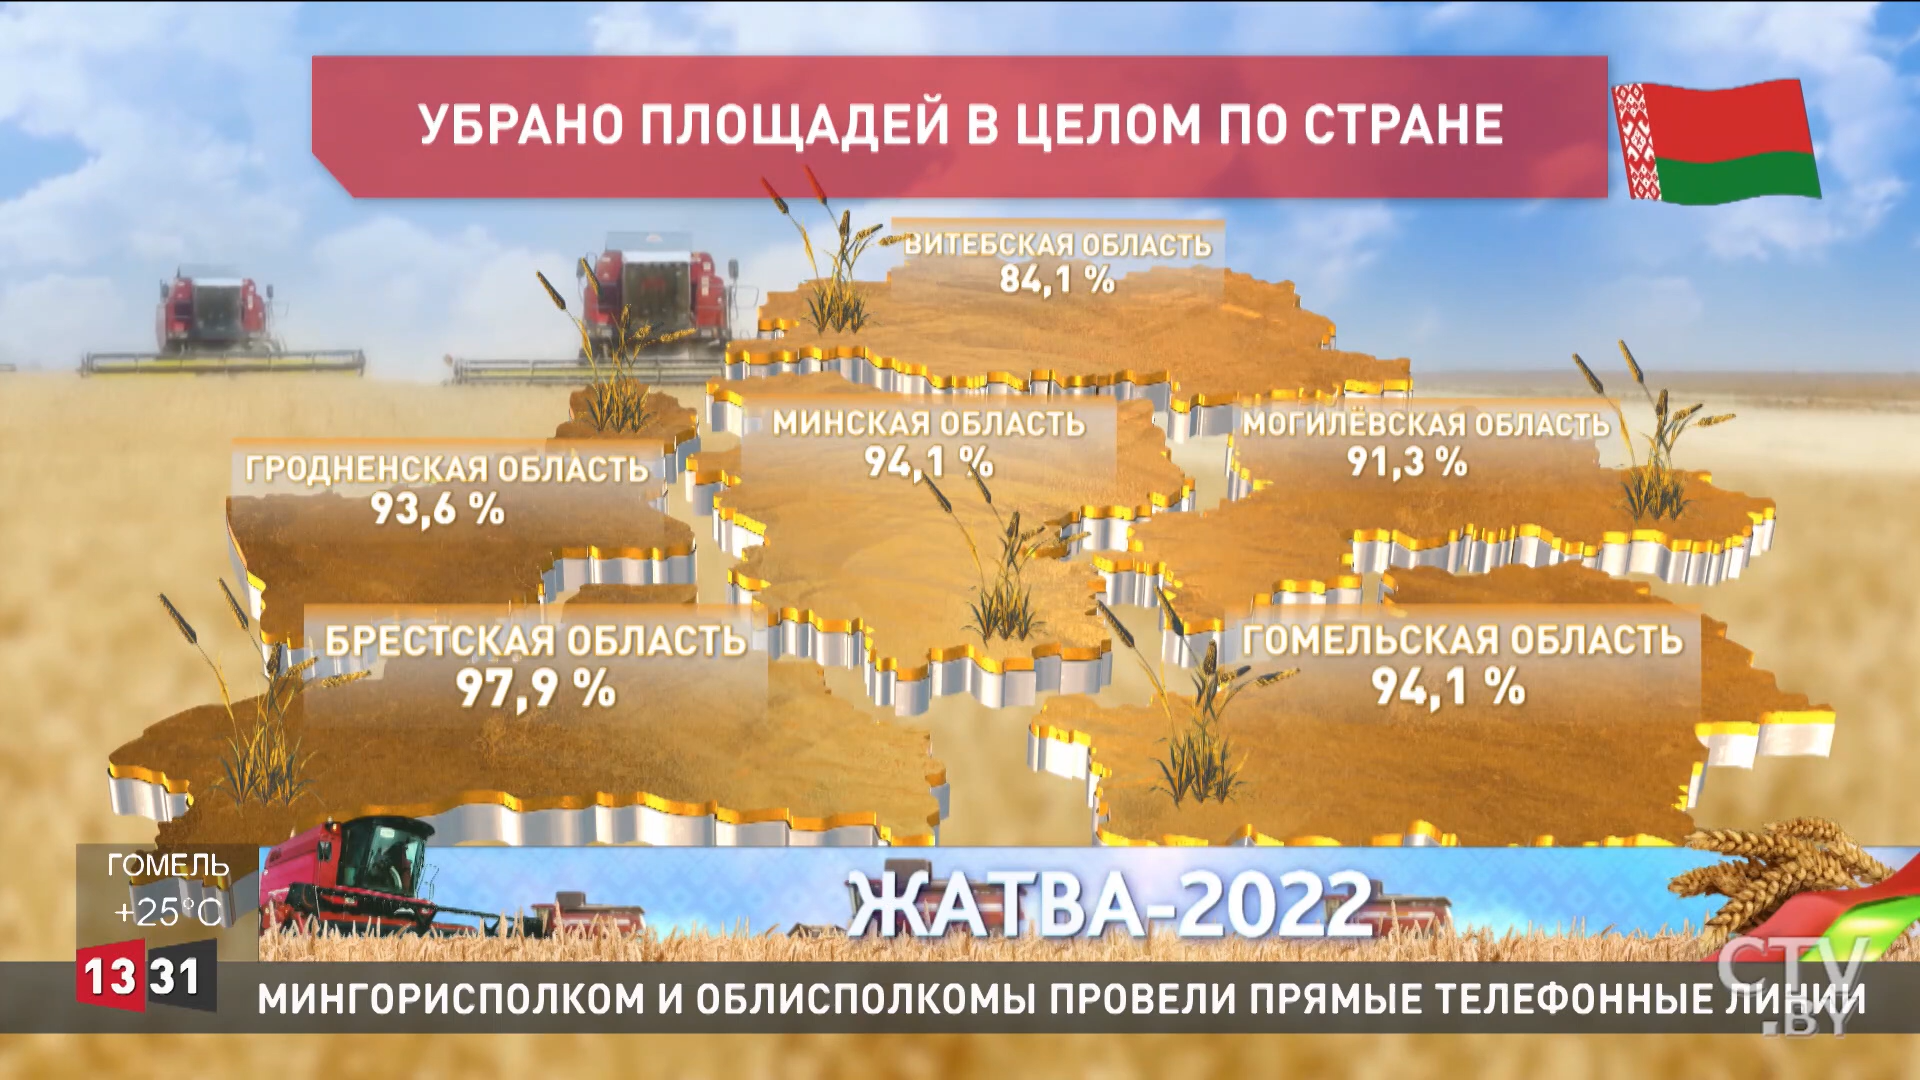 УБРАНО ПЛОЩАДЕЙ В ЦЕЛОМ ПО СТРАНЕ
ВИТЕБСКАЯ ОБЛАСТЬ
84,1 %
МИНСКАЯ ОБЛАСТЬ
94,1 %
МОГИЛЁВСКАЯ ОБЛАСТЬ
91,3 %
ГРОДНЕНСКАЯ ОБЛАСТЬ
93,6 %
БРЕСТСКАЯ ОБЛАСТЬ
97,9 %
ГОМЕЛЬСКАЯ ОБЛАСТЬ
94,1 %
ГОМЕЛЬ
+25°C
ЖАТВА-2022
13 31
МИНГОРИСПОЛКОМ И ОБЛИСПОЛКОМЫ ПРОВЕЛИ ПРЯМЫЕ ТЕЛЕФОННЫЕ ЛИНИИ
CTV
.BY